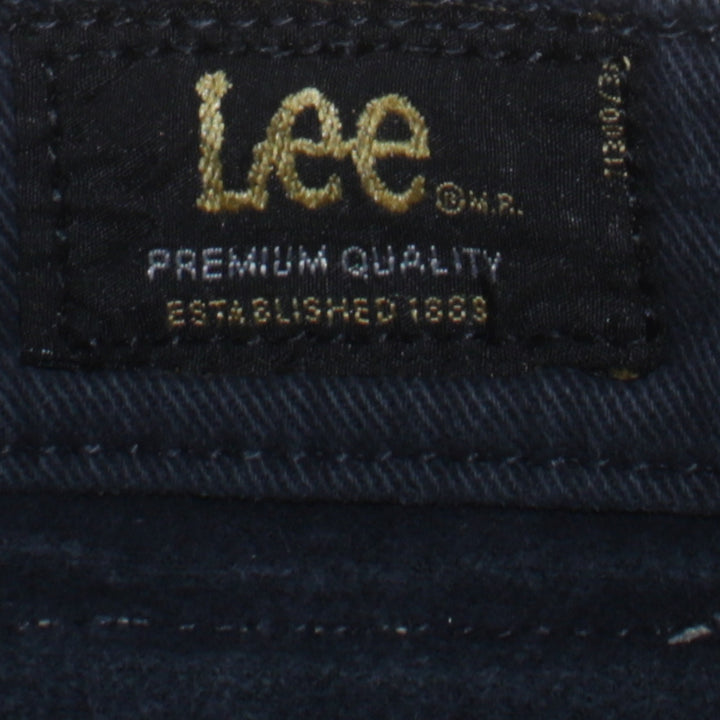 Lee
® M.R.
PREMIUM QUALITY
ESTABLISHED 1889